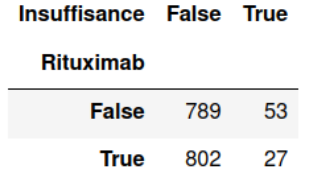 Insuffisance False True
Rituximab
False 789 53
True 802 27